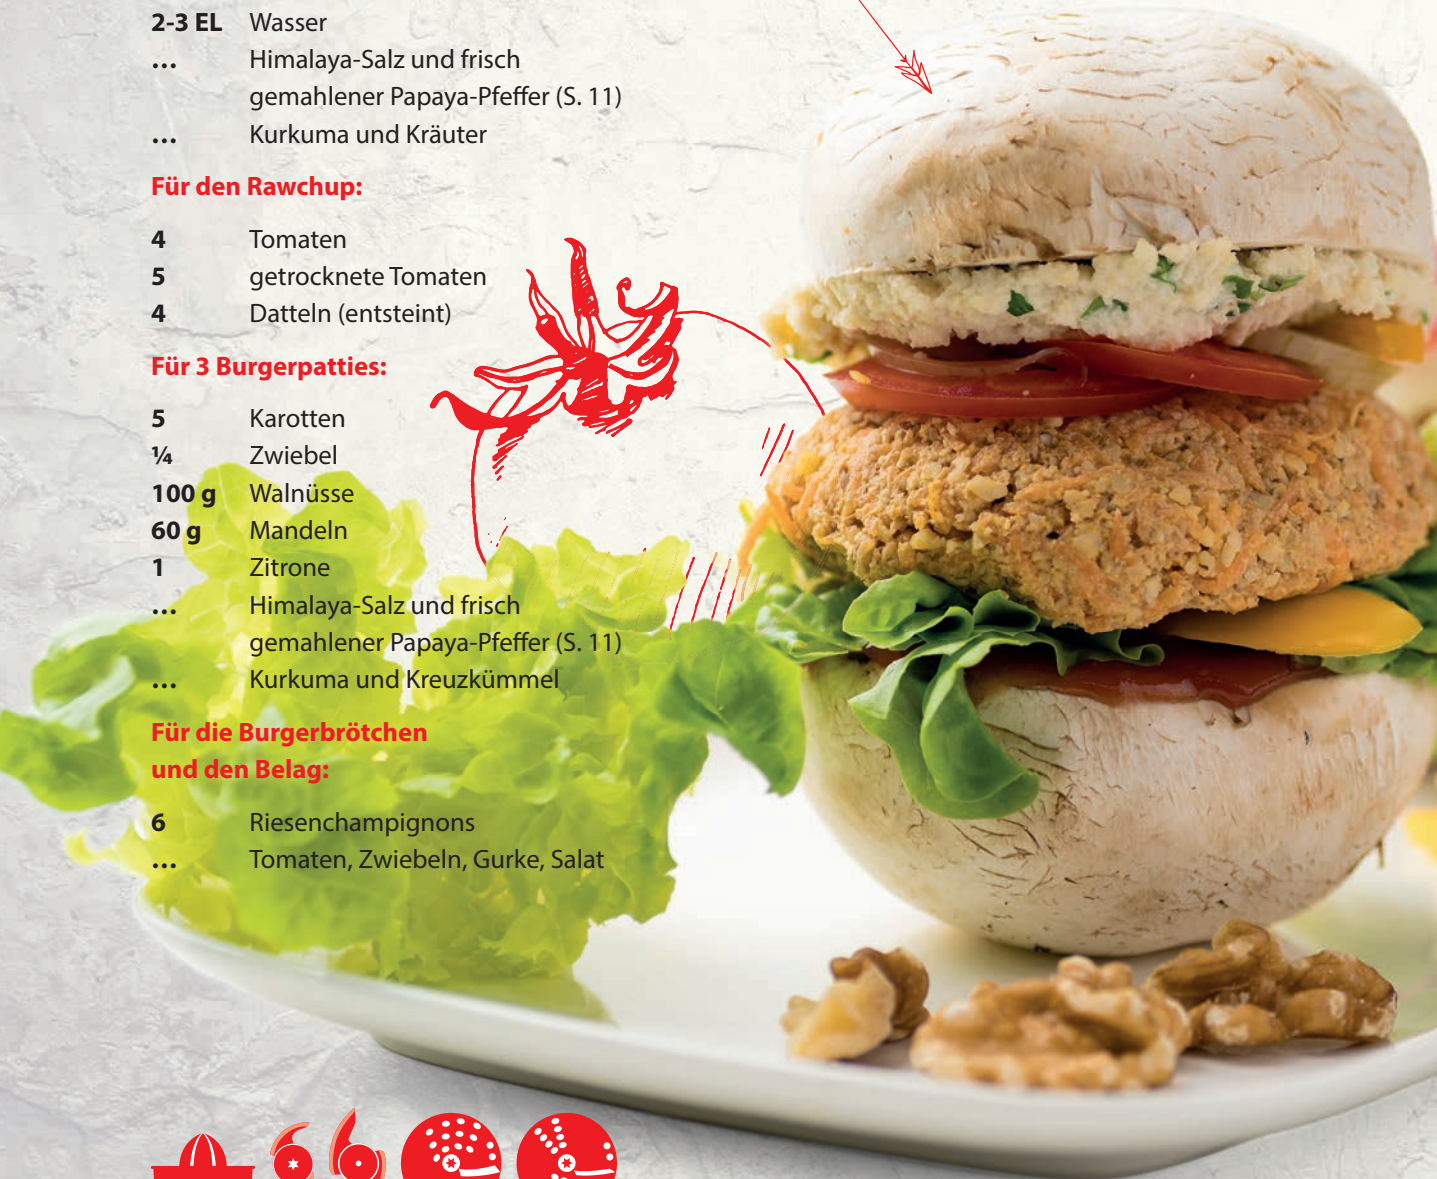 2-3 EL Wasser
... Himalaya-Salz und frisch
gemahlener Papaya-Pfeffer (S. 11)
... Kurkuma und Kräuter
Für den Rawchup:
4 Tomaten
5 getrocknete Tomaten
4 Datteln (entsteint)
Für 3 Burgerpatties:
5 Karotten
¼ Zwiebel
100 g Walnüsse
60 g Mandeln
1 Zitrone
... Himalaya-Salz und frisch
gemahlener Papaya-Pfeffer (S. 11)
... Kurkuma und Kreuzkümmel
Für die Burgerbrötchen
und den Belag:
6 Riesenchampignons
... Tomaten, Zwiebeln, Gurke, Salat